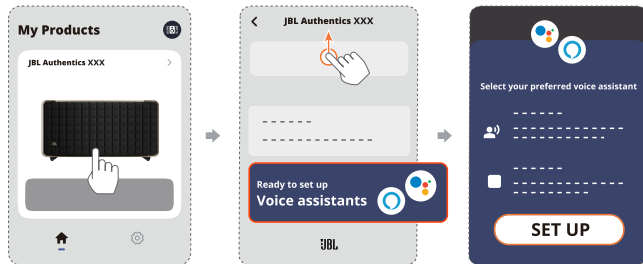 My Products
JBL Authentics XXX
JBL Authentics XXX
Ready to set up
Voice assistants
JBL
Select your preferred voice assistant
SET UP